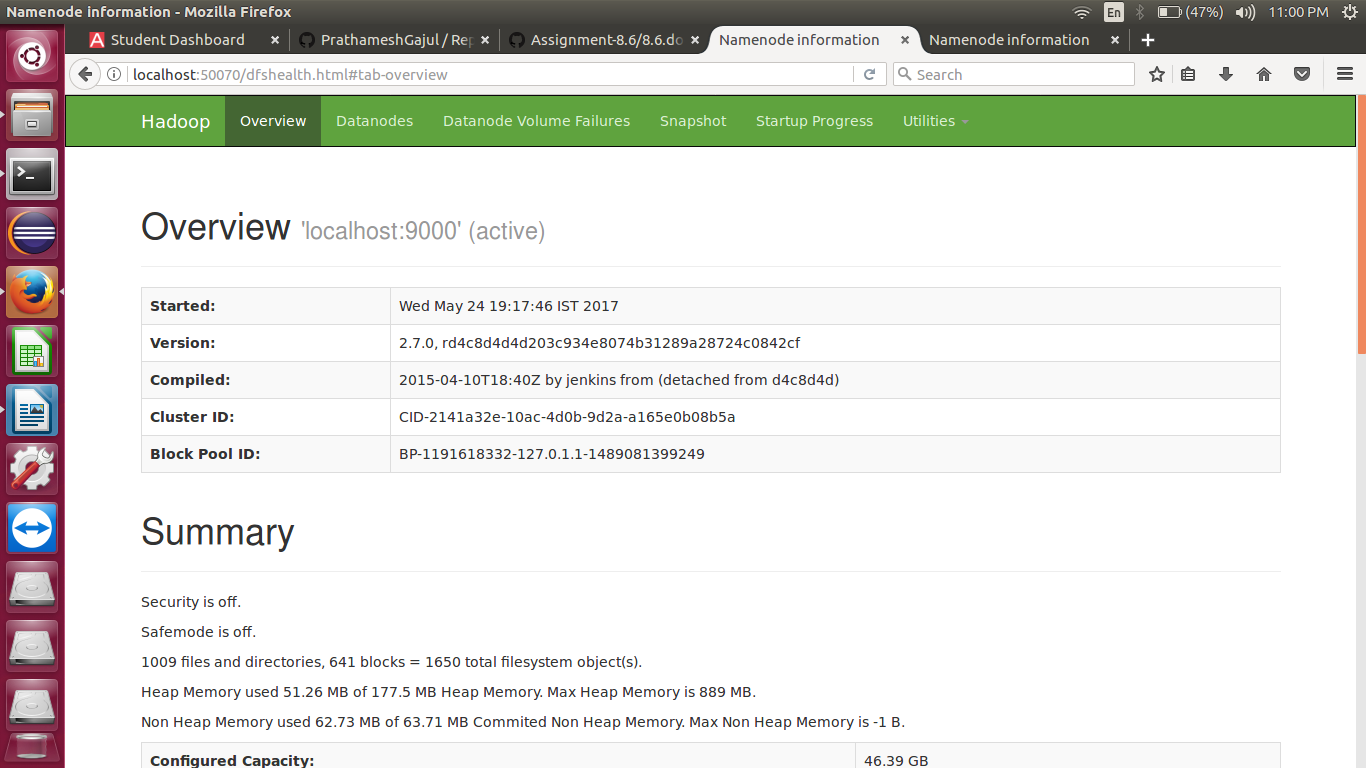 Namenode information - Mozilla Firefox
En
(47%)
11:00 PM
Student Dashboard
PrathameshGajul / Rep
Assignment-8.6/8.6.do
Namenode information
Namenode information
localhost:50070/dfshealth.html#tab-overview
Search
Hadoop
Overview
Datanodes
Datanode Volume Failures
Snapshot
Startup Progress
Utilities
Overview 'localhost:9000' (active)
Started: Wed May 24 19:17:46 IST 2017
Version: 2.7.0, rd4c8d4d4d203c934e8074b31289a28724c0842cf
Compiled: 2015-04-10T18:40Z by jenkins from (detached from d4c8d4d)
Cluster ID: CID-2141a32e-10ac-4d0b-9d2a-a165e0b08b5a
Block Pool ID: BP-1191618332-127.0.1.1-1489081399249
Summary
Security is off.
Safemode is off.
1009 files and directories, 641 blocks = 1650 total filesystem object(s).
Heap Memory used 51.26 MB of 177.5 MB Heap Memory. Max Heap Memory is 889 MB.
Non Heap Memory used 62.73 MB of 63.71 MB Commited Non Heap Memory. Max Non Heap Memory is -1 B.
Configured Capacity: 46.39 GB